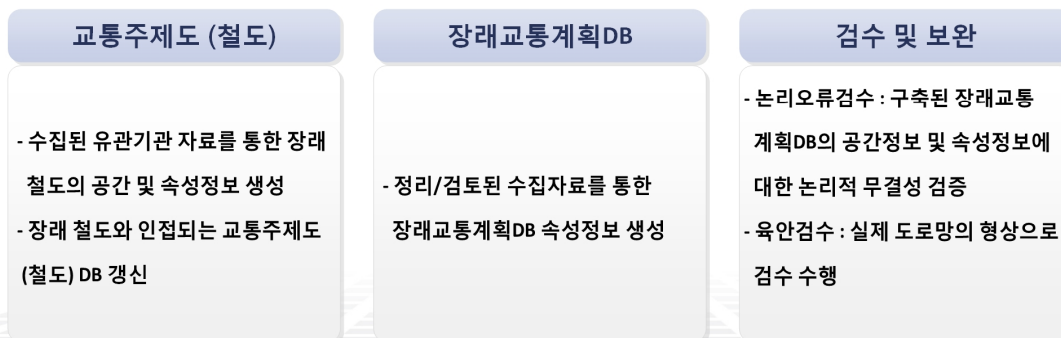 교통주제도 (철도)
- 수집된 유관기관 자료를 통한 장래
철도의 공간 및 속성정보 생성
- 장래 철도와 인접되는 교통주제도
(철도) DB 갱신
장래교통계획DB
- 정리/검토된 수집자료를 통한
장래교통계획DB 속성정보 생성
검수 및 보완
- 논리오류검수 : 구축된 장래교통
계획DB의 공간정보 및 속성정보에
대한 논리적 무결성 검증
- 육안검수 : 실제 도로망의 형상으로
검수 수행